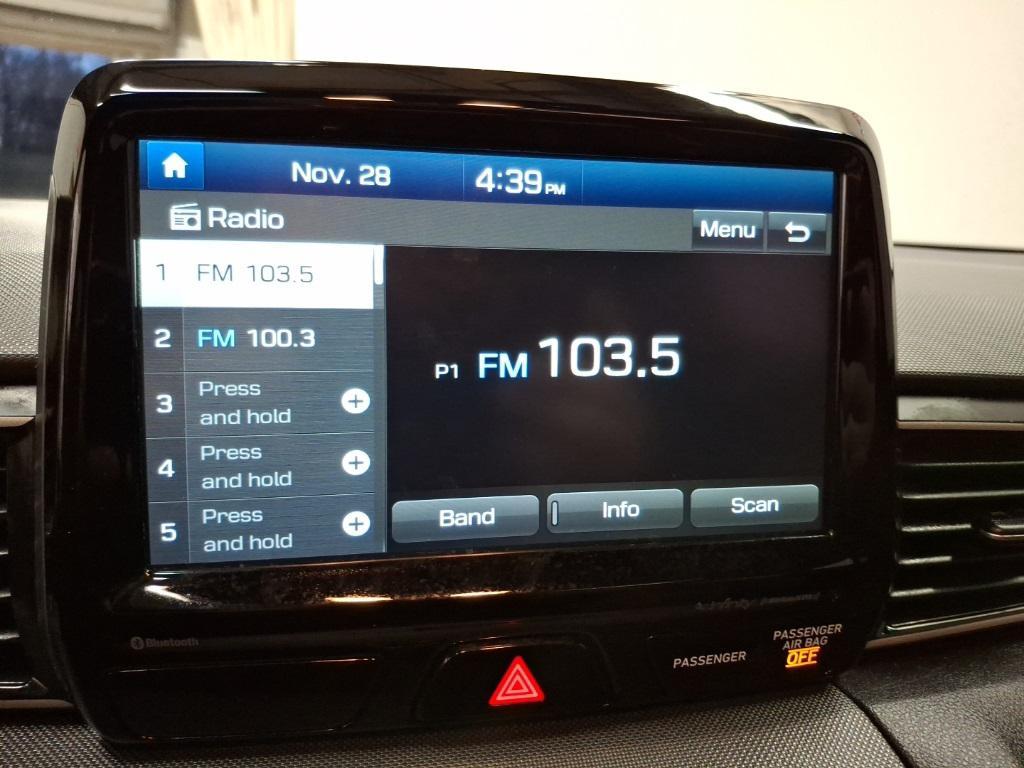 Nov. 28
4:39 PM
Radio
Menu
1 FM 103.5
2 FM 100.3
3 Press
and hold
4 Press
and hold
5 Press
and hold
P1 FM 103.5
Band Info Scan
Bluetooth
PASSENGER
PASSENGER
AIR BAG
OFF